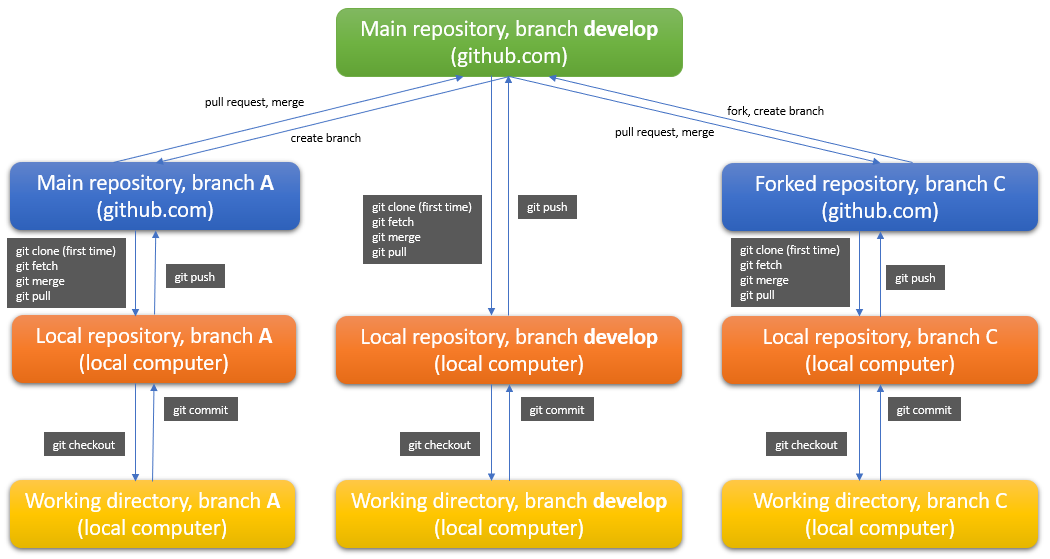 Main repository, branch develop
(github.com)
pull request, merge
create branch
fork, create branch
pull request, merge
Main repository, branch A
(github.com)
Forked repository, branch C
(github.com)
git clone (first time)
git fetch
git merge
git pull
git push
git clone (first time)
git fetch
git merge
git pull
git push
git clone (first time)
git fetch
git merge
git pull
git push
Local repository, branch A
(local computer)
Local repository, branch develop
(local computer)
Local repository, branch C
(local computer)
git checkout
git commit
git checkout
git commit
git checkout
git commit
Working directory, branch A
(local computer)
Working directory, branch develop
(local computer)
Working directory, branch C
(local computer)